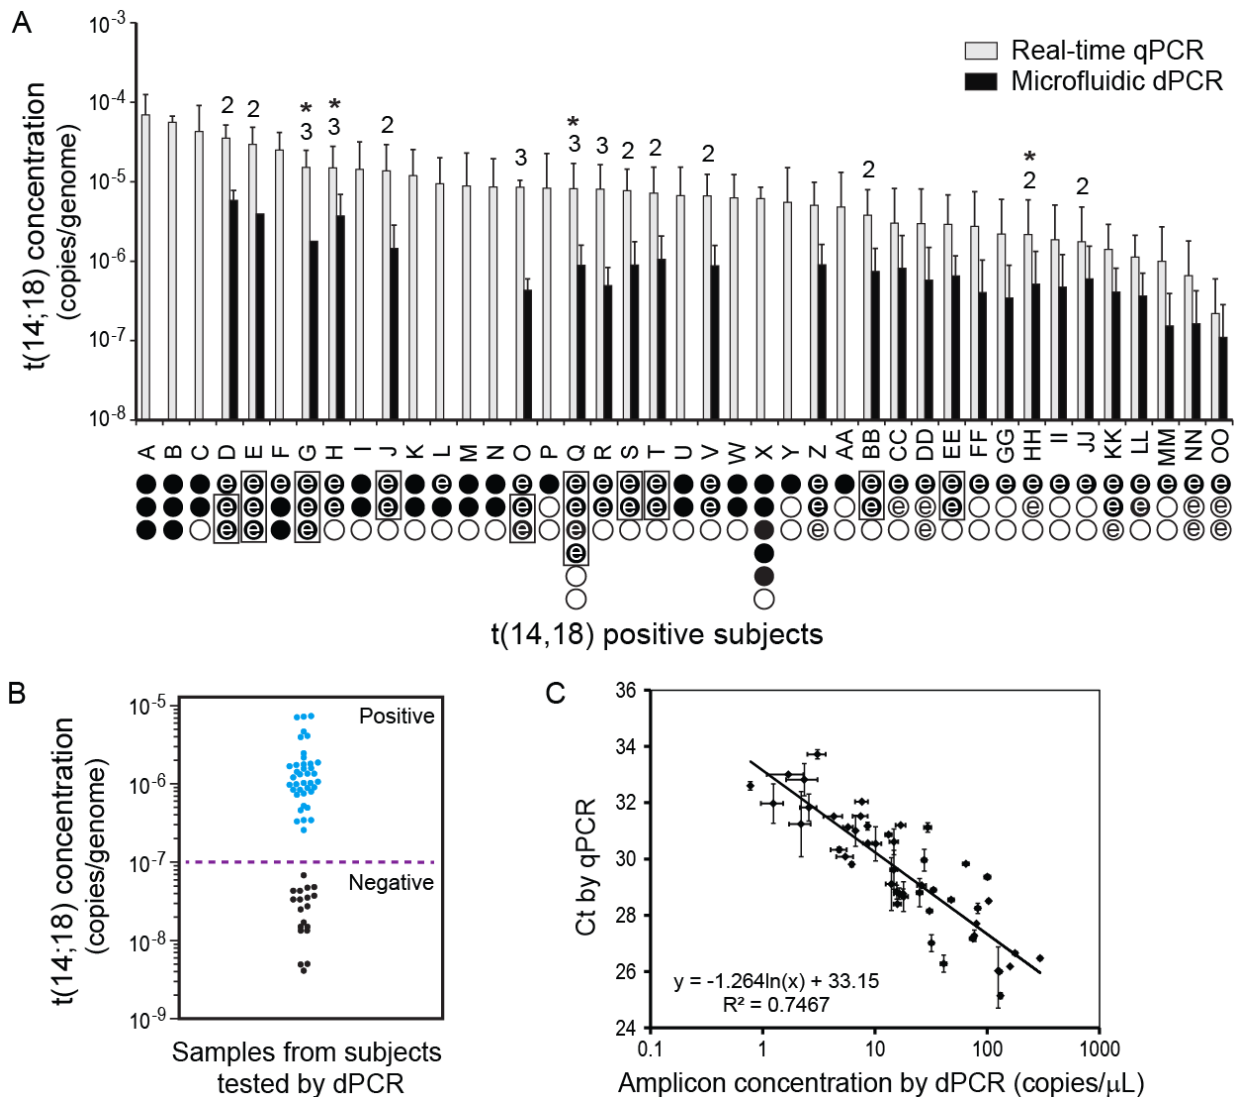 A
10-3
10-4
10-5
10-6
10-7
10-8
t(14;18) concentration
(copies/genome)
Real-time qPCR
Microfluidic dPCR
2 2 * 3 * 3 2 3 * 3 3 2 2 2 2 * 2 2
A B C D E F G H I J K L M N O P Q R S T U V W X Y Z AA BB CC DD EE FF GG HH II JJ KK LL MM NN OO
e e e e e e e e e e e e e e e e e e e e e e e e e e e
t(14,18) positive subjects
B
10-5
10-6
10-7
10-8
10-9
t(14;18) concentration
(copies/genome)
Positive
Negative
Samples from subjects
tested by dPCR
C
36
34
32
30
28
26
24
Ct by qPCR
y = -1.264ln(x) + 33.15
R² = 0.7467
0.1 1 10 100 1000
Amplicon concentration by dPCR (copies/µL)